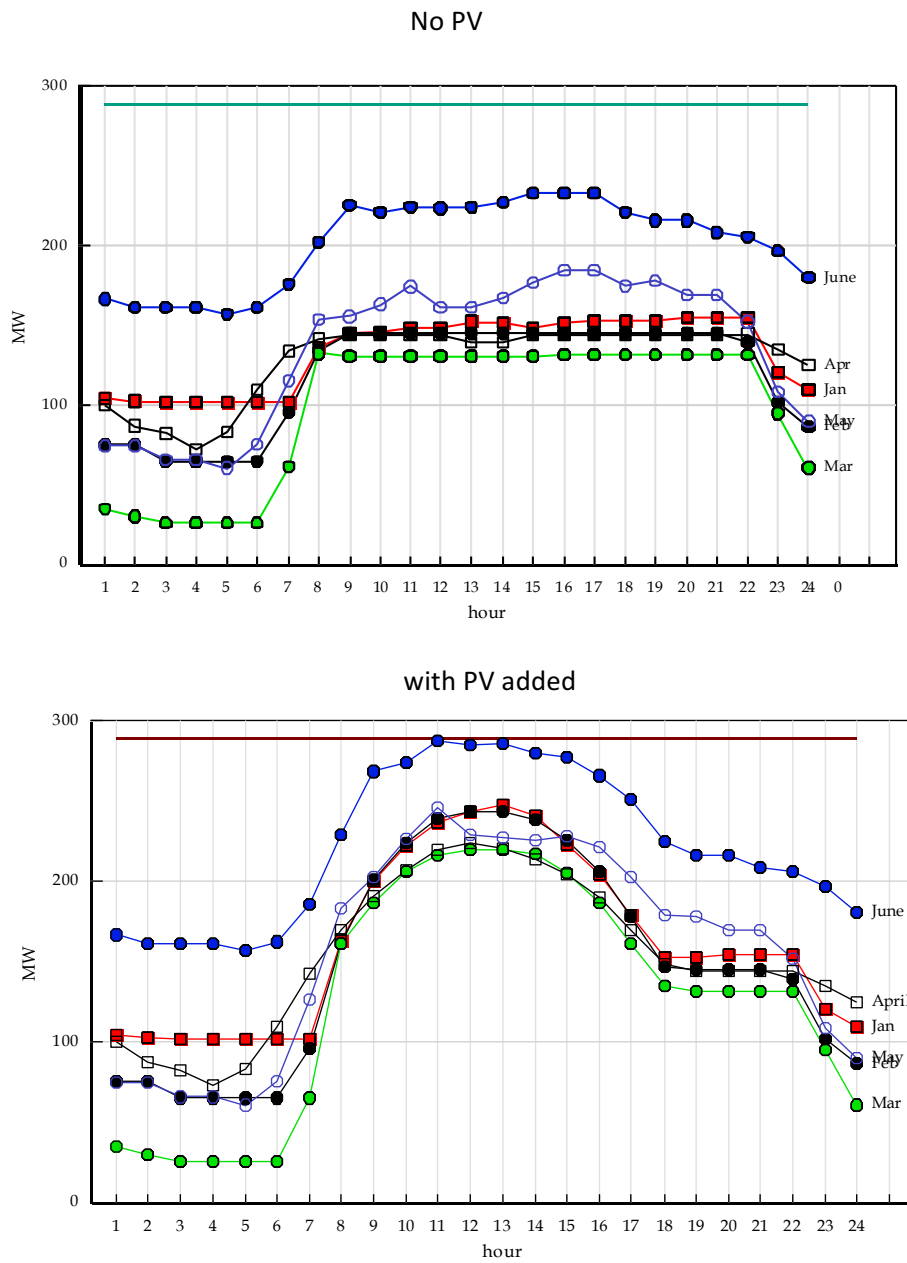 No PV
300
200
100
0
MW
June
Apr
Jan
May
Feb
Mar
1 2 3 4 5 6 7 8 9 10 11 12 13 14 15 16 17 18 19 20 21 22 23 24 0
hour
with PV added
300
200
100
0
MW
June
April
Jan
May
Feb
Mar
1 2 3 4 5 6 7 8 9 10 11 12 13 14 15 16 17 18 19 20 21 22 23 24
hour